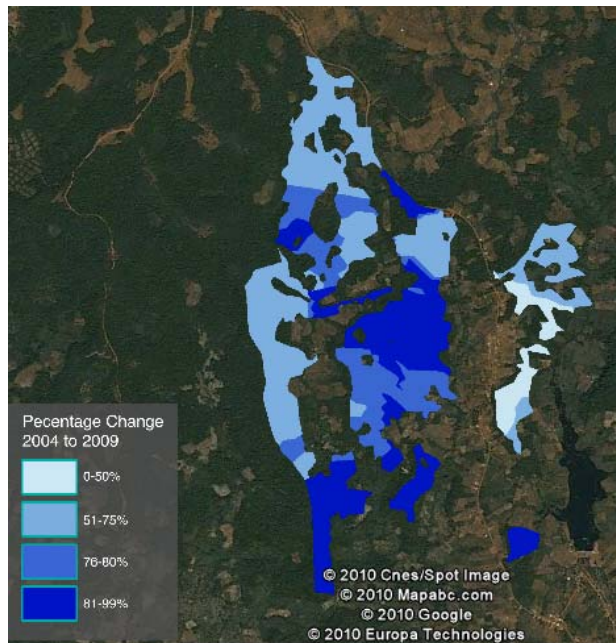 Pecentage Change
2004 to 2009
0-50%
51-75%
76-80%
81-99%
© 2010 Cnes/Spot Image
© 2010 Mapabc.com
© 2010 Google
© 2010 Europa Technologies